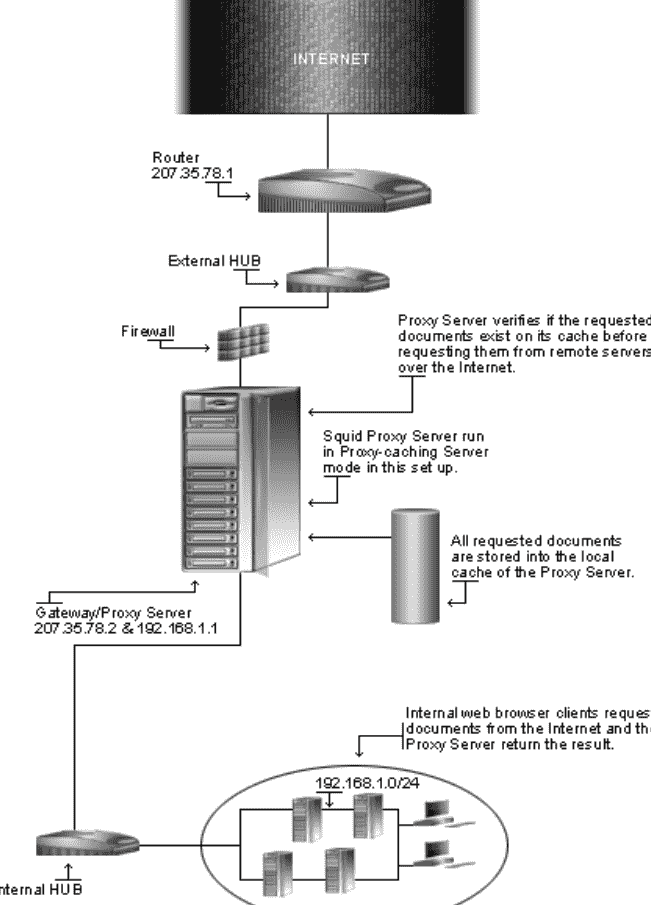 INTERNET
Router
207.35.78.1
External HUB
Firewall
Proxy Server verifies if the requested
documents exist on its cache before
requesting them from remote servers
over the Internet.
Squid Proxy Server run
in Proxy-caching Server
mode in this set up.
All requested documents
are stored into the local
cache of the Proxy Server.
Gateway/Proxy Server
207.35.78.2 & 192.168.1.1
Internal web browser clients reques
documents from the Internet and the
Proxy Server return the result.
192.168.1.0/24
nternal HUB